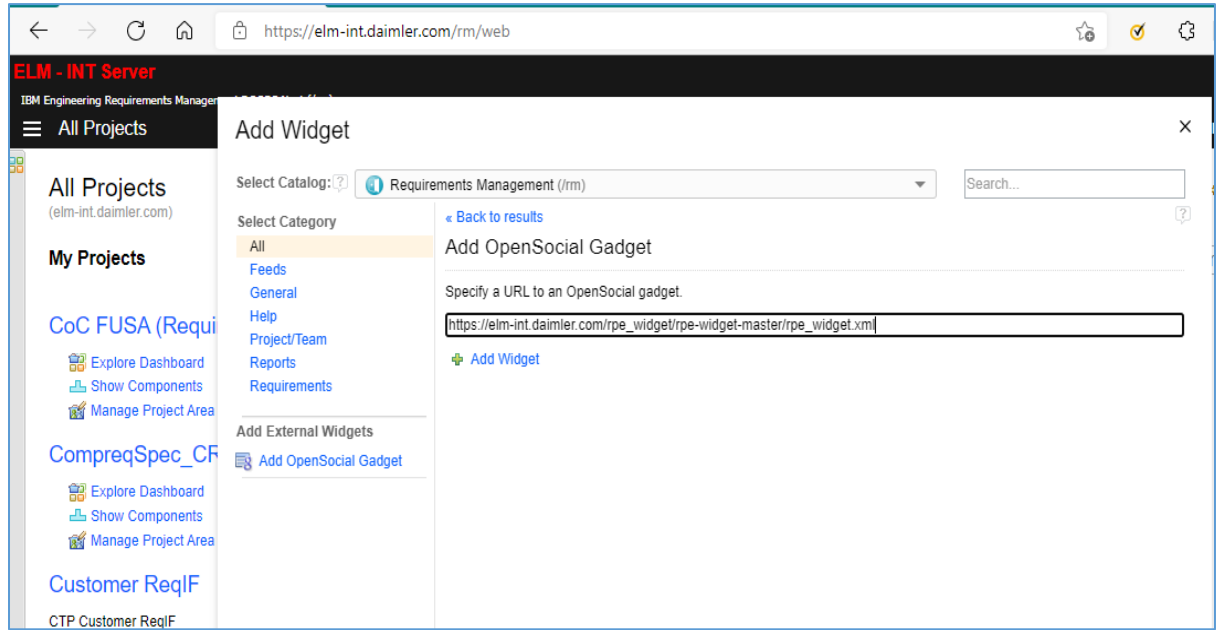 https://elm-int.daimler.com/rm/web
ELM - INT Server
IBM Engineering Requirements Manager
All Projects
All Projects
(elm-int.daimler.com)
My Projects
CoC FUSA (Requi
Explore Dashboard
Show Components
Manage Project Area
CompreqSpec_CR
Explore Dashboard
Show Components
Manage Project Area
Customer ReqIF
CTP Customer ReqIF
Add Widget
Select Catalog:
?
Requirements Management (/rm)
Search...
Select Category
All
Feeds
General
Help
Project/Team
Reports
Requirements
Add External Widgets
Add OpenSocial Gadget
« Back to results
?
Add OpenSocial Gadget
Specify a URL to an OpenSocial gadget.
https://elm-int.daimler.com/rpe_widget/rpe-widget-master/rpe_widget.xml
Add Widget